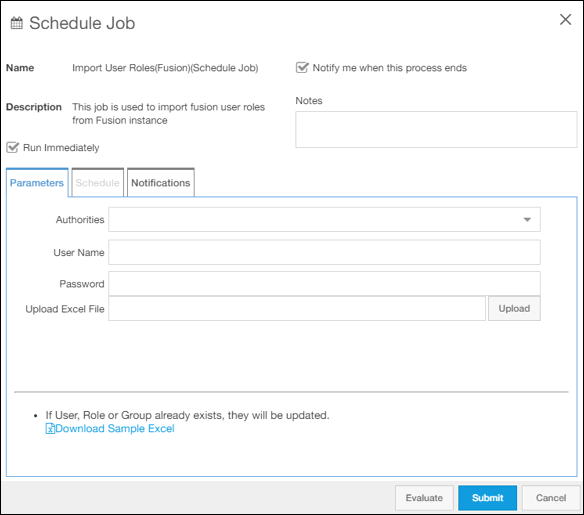 Schedule Job
Name Import User Roles(Fusion)(Schedule Job)
Notify me when this process ends
Description This job is used to import fusion user roles
from Fusion instance
Notes
Run Immediately
Parameters Schedule Notifications
Authorities
User Name
Password
Upload Excel File Upload
• If User, Role or Group already exists, they will be updated.
Download Sample Excel
Evaluate Submit Cancel